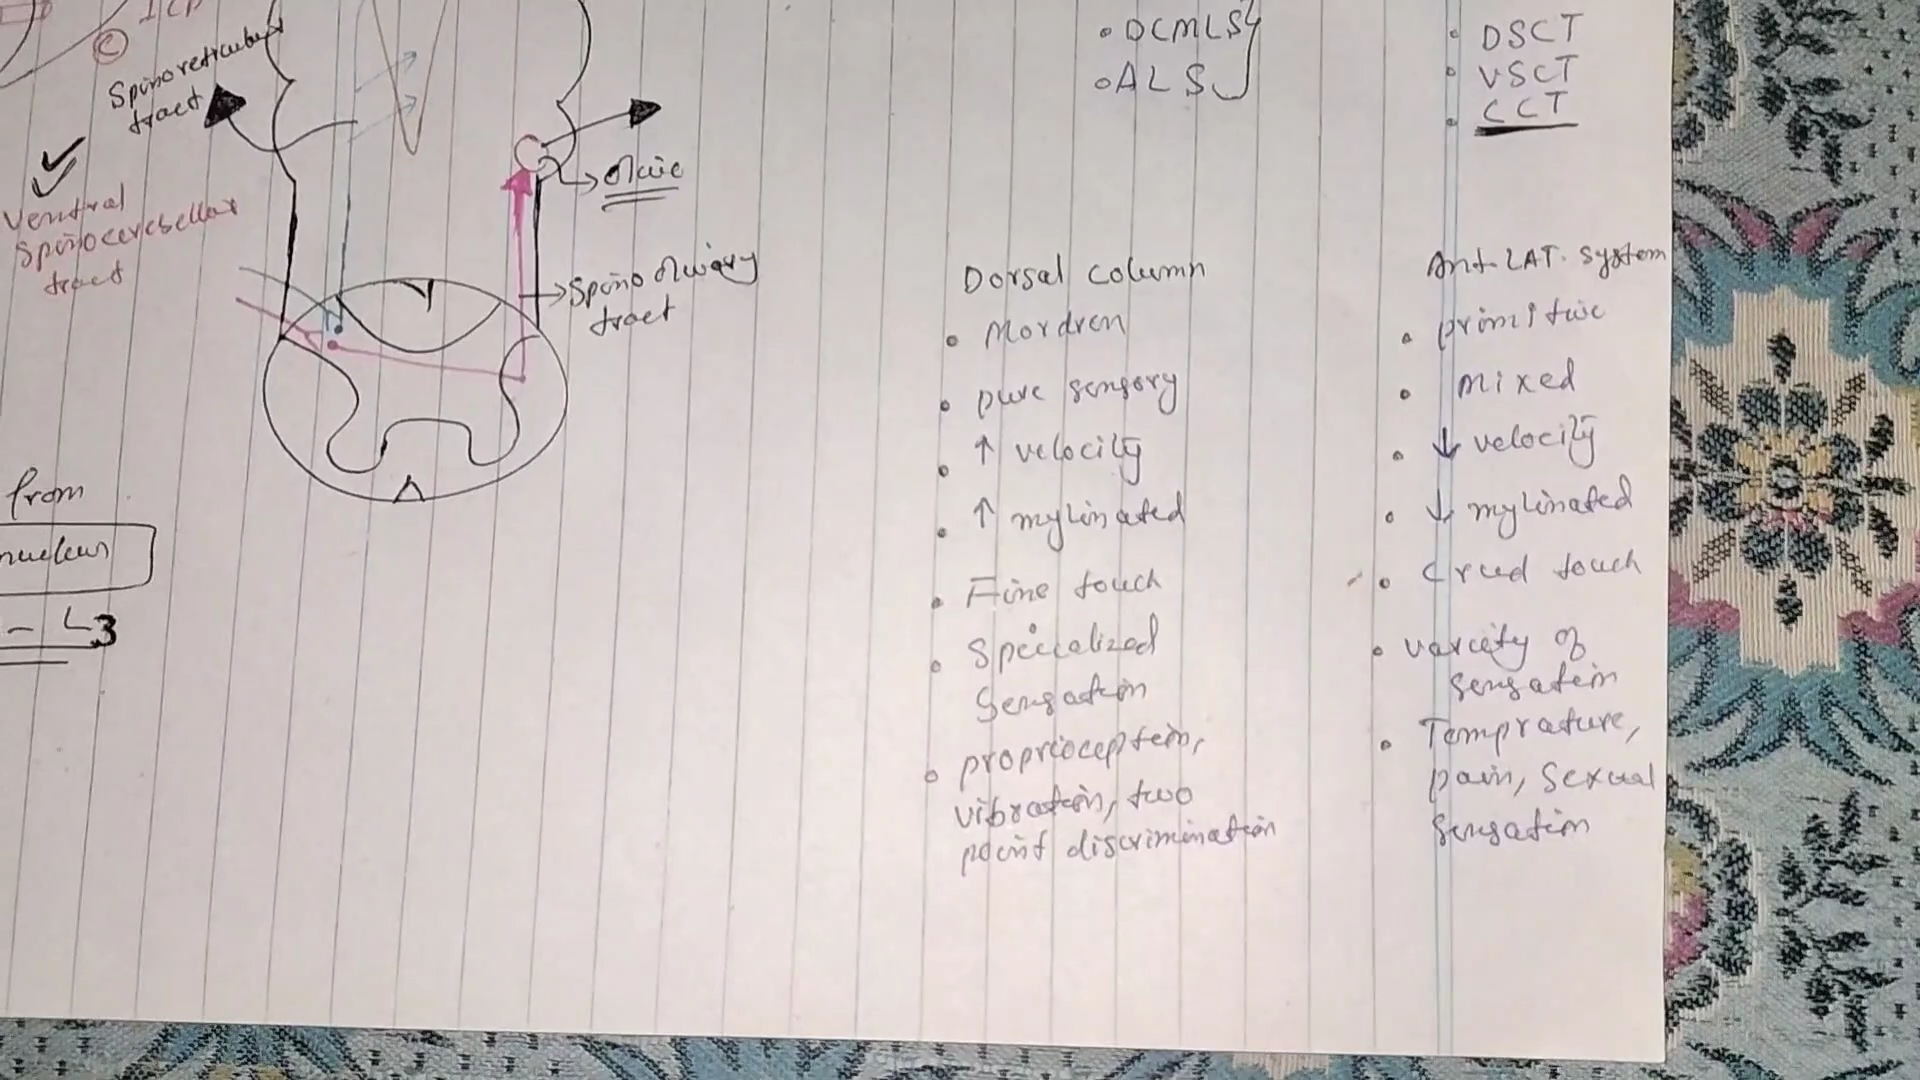 ICP
C
Spinoreticular
tract
Ventral
Spinocerebellar
tract
olive
Spino olivary
tract
from
nucleus
- L3
DCMLS
ALS
DSCT
VSCT
CCT
Dorsal column
Mordren
pure sensory
↑ velocity
↑ mylinated
Fine touch
Specialized
Sensation
proprioception,
vibration, two
point discrimination
Ant. LAT. system
primitive
mixed
↓ velocity
↓ mylinated
Crued touch
variety of
sensation
Temprature,
pain, Sexual
Sensation